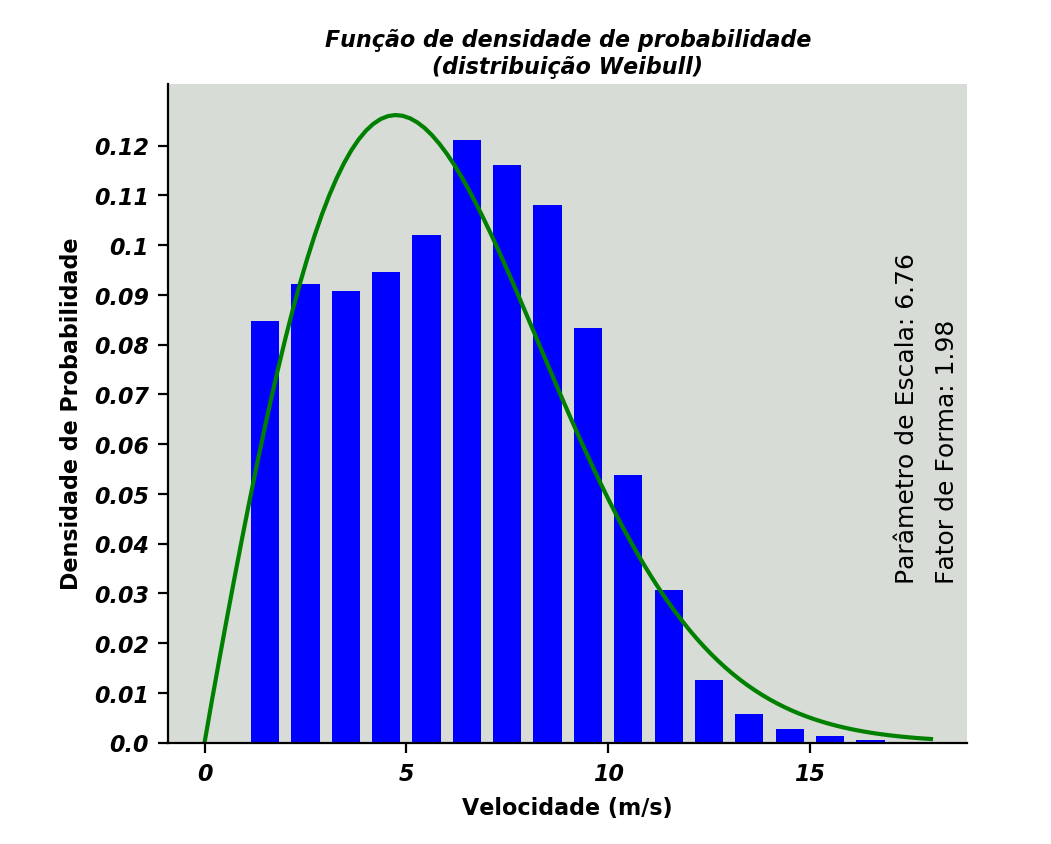 Função de densidade de probabilidade
(distribuição Weibull)
Densidade de Probabilidade
0.12
0.11
0.1
0.09
0.08
0.07
0.06
0.05
0.04
0.03
0.02
0.01
0.0
Parâmetro de Escala: 6.76
Fator de Forma: 1.98
0 5 10 15
Velocidade (m/s)